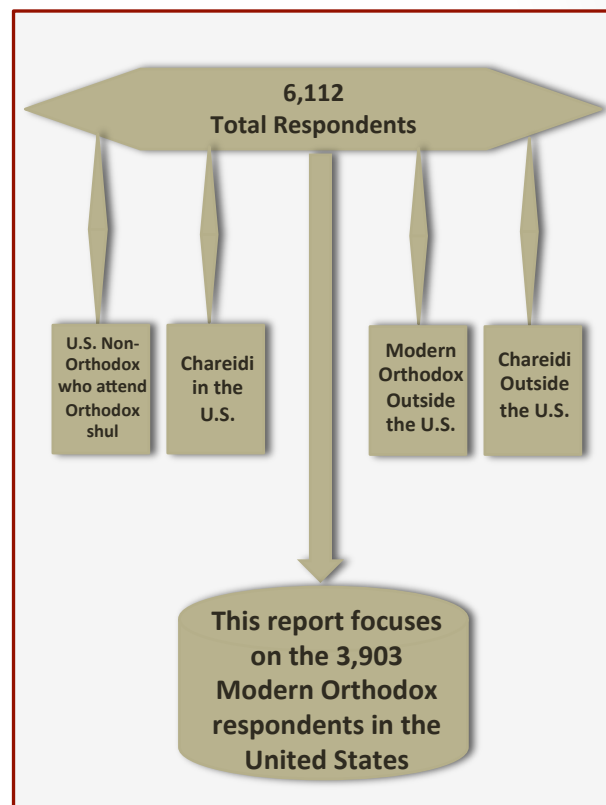 6,112
Total Respondents
U.S. Non-
Orthodox
who attend
Orthodox
shul
Chareidi
in the
U.S.
Modern
Orthodox
Outside
the U.S.
Chareidi
Outside
the U.S.
This report focuses
on the 3,903
Modern Orthodox
respondents in the
United States